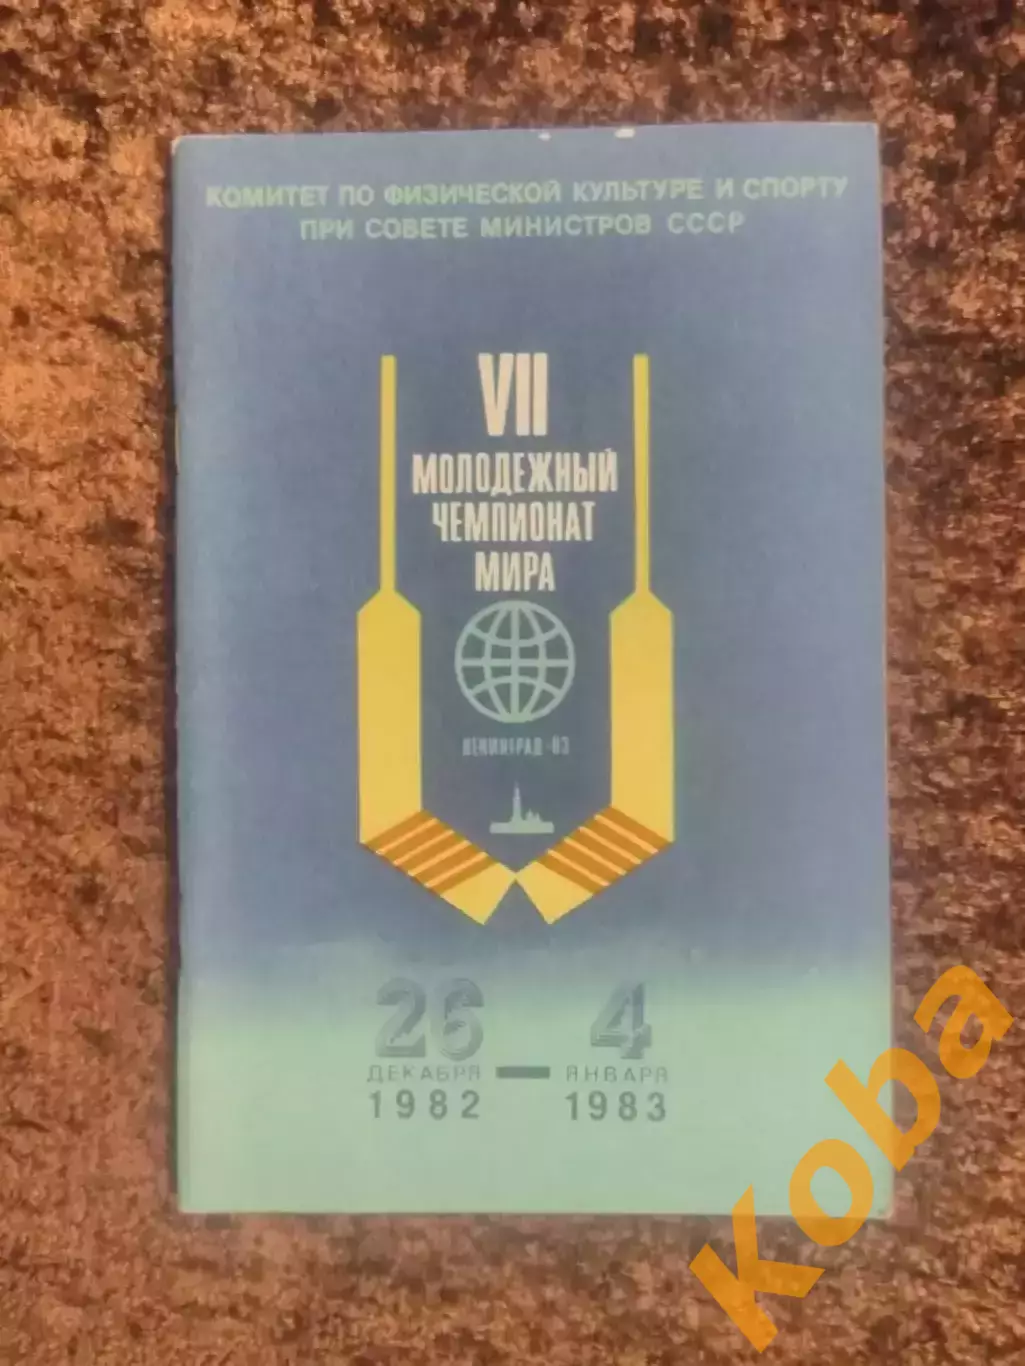 КОМИТЕТ ПО ФИЗИЧЕСКОЙ КУЛЬТУРЕ И СПОРТУ
ПРИ СОВЕТЕ МИНИСТРОВ СССР
VII
МОЛОДЕЖНЫЙ
ЧЕМПИОНАТ
МИРА
ЛЕНИНГРАД-83
26 — 4
ДЕКАБРЯ ЯНВАРЯ
1982 1983
Koba